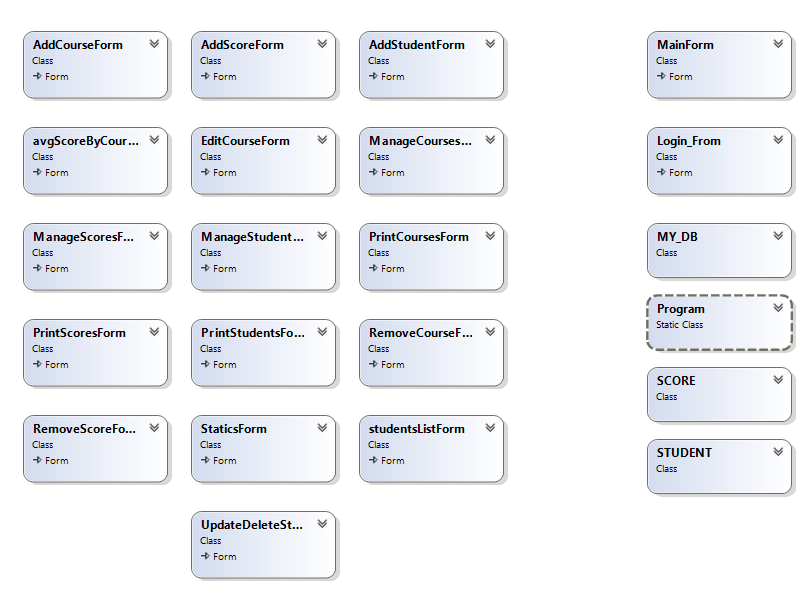 AddCourseForm
Class
Form
AddScoreForm
Class
Form
AddStudentForm
Class
Form
MainForm
Class
Form
avgScoreByCour...
Class
Form
EditCourseForm
Class
Form
ManageCourses...
Class
Form
Login_From
Class
Form
ManageScoresF...
Class
Form
ManageStudent...
Class
Form
PrintCoursesForm
Class
Form
MY_DB
Class
Program
Static Class
PrintScoresForm
Class
Form
PrintStudentsFo...
Class
Form
RemoveCourseF...
Class
Form
SCORE
Class
RemoveScoreFo...
Class
Form
StaticsForm
Class
Form
studentsListForm
Class
Form
STUDENT
Class
UpdateDeleteSt...
Class
Form